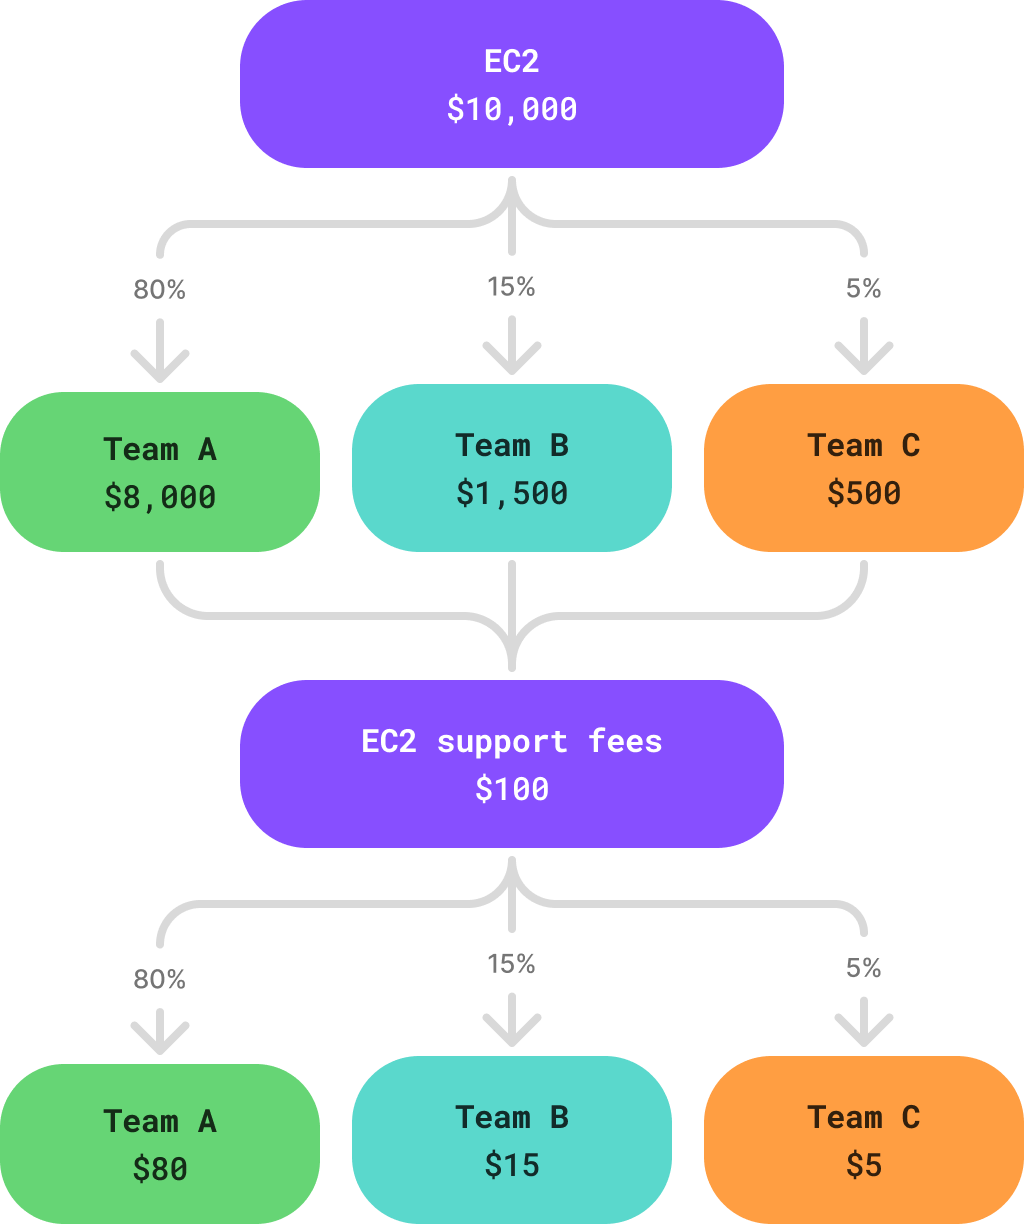 EC2
$10,000
80%
15%
5%
Team A
$8,000
Team B
$1,500
Team C
$500
EC2 support fees
$100
80%
15%
5%
Team A
$80
Team B
$15
Team C
$5